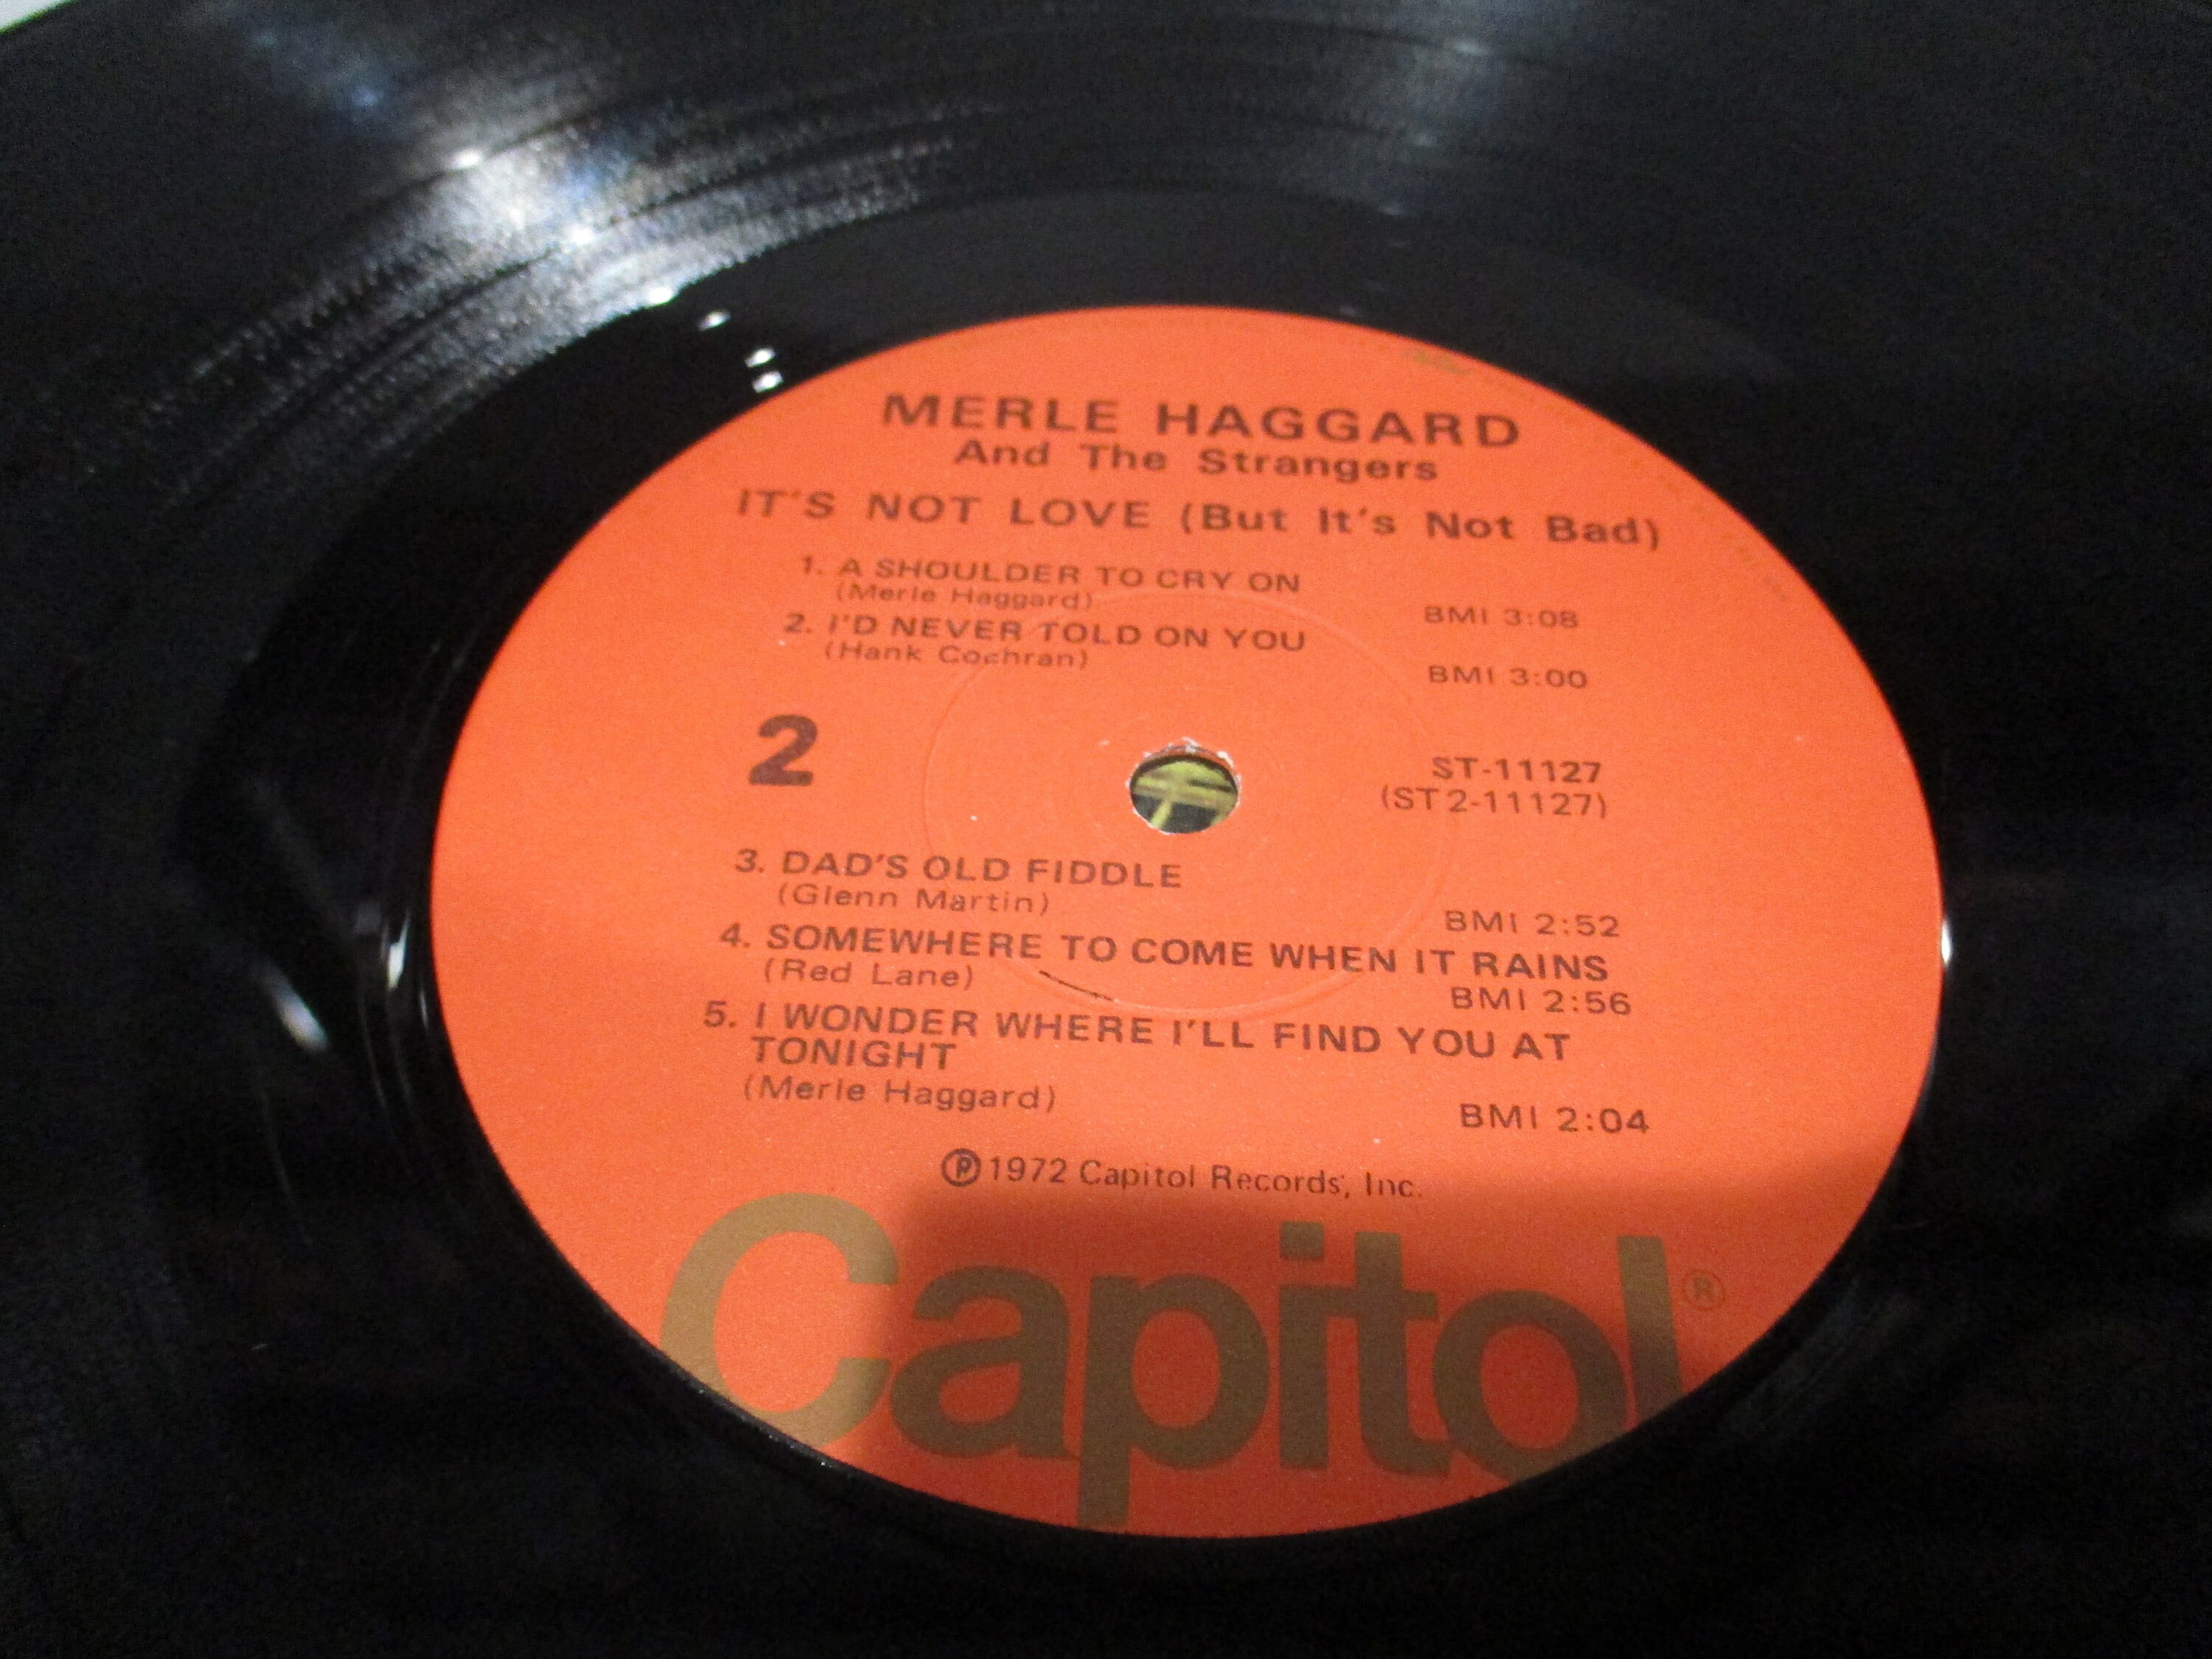 MERLE HAGGARD
And The Strangers
IT'S NOT LOVE (But It's Not Bad)
1. A SHOULDER TO CRY ON
(Merle Haggard)
BMI 3:08
2. I'D NEVER TOLD ON YOU
(Hank Cochran)
BMI 3:00
2
ST-11127
(ST2-11127)
3. DAD'S OLD FIDDLE
(Glenn Martin)
BMI 2:52
4. SOMEWHERE TO COME WHEN IT RAINS
(Red Lane)
BMI 2:56
5. I WONDER WHERE I'LL FIND YOU AT
TONIGHT
(Merle Haggard)
BMI 2:04
Ⓟ1972 Capitol Records, Inc.
Capitol®